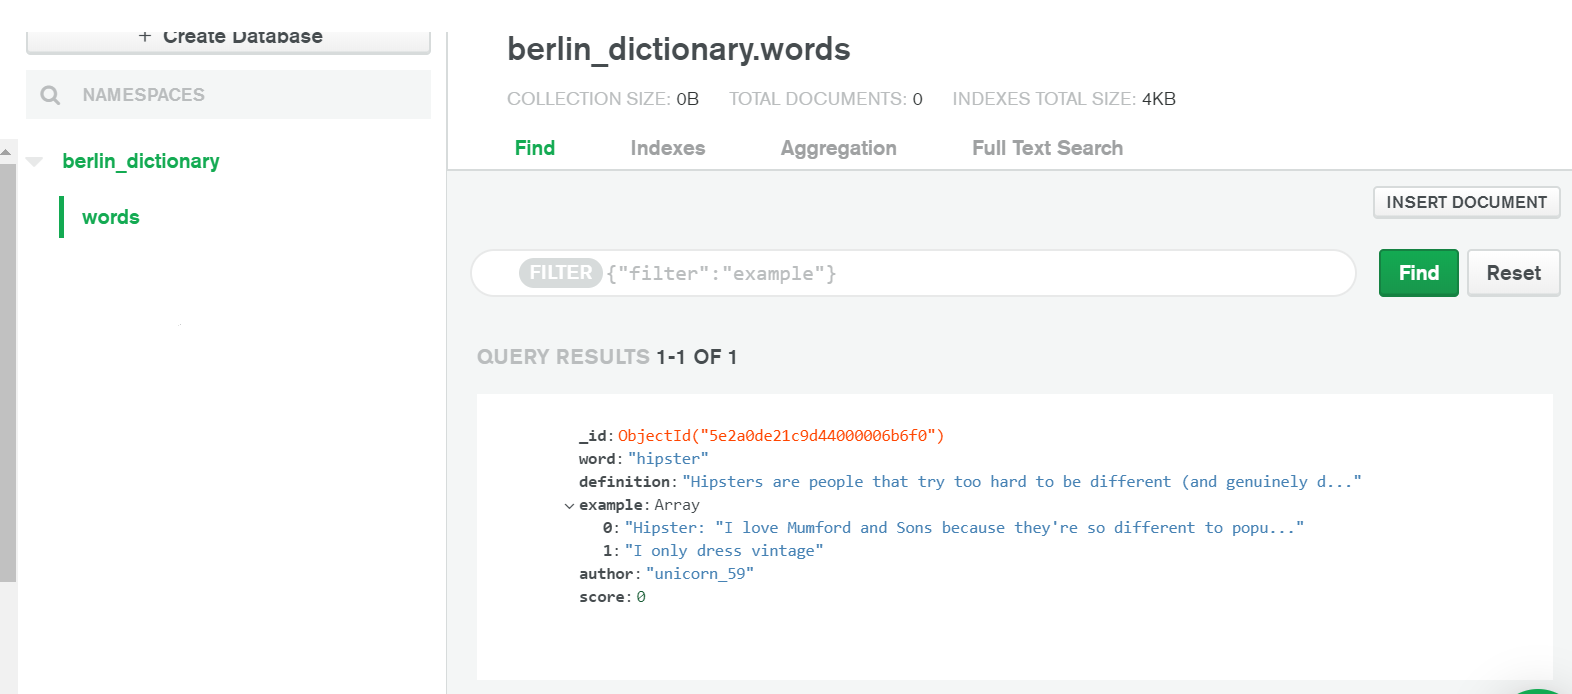 + Create Database
NAMESPACES
berlin_dictionary
words
berlin_dictionary.words
COLLECTION SIZE: 0B TOTAL DOCUMENTS: 0 INDEXES TOTAL SIZE: 4KB
Find Indexes Aggregation Full Text Search
INSERT DOCUMENT
FILTER {"filter":"example"} Find Reset
QUERY RESULTS 1-1 OF 1
_id: ObjectId("5e2a0de21c9d44000006b6f0")
word: "hipster"
definition: "Hipsters are people that try too hard to be different (and genuinely d..."
example: Array
0: "Hipster: "I love Mumford and Sons because they're so different to popu..."
1: "I only dress vintage"
author: "unicorn_59"
score: 0